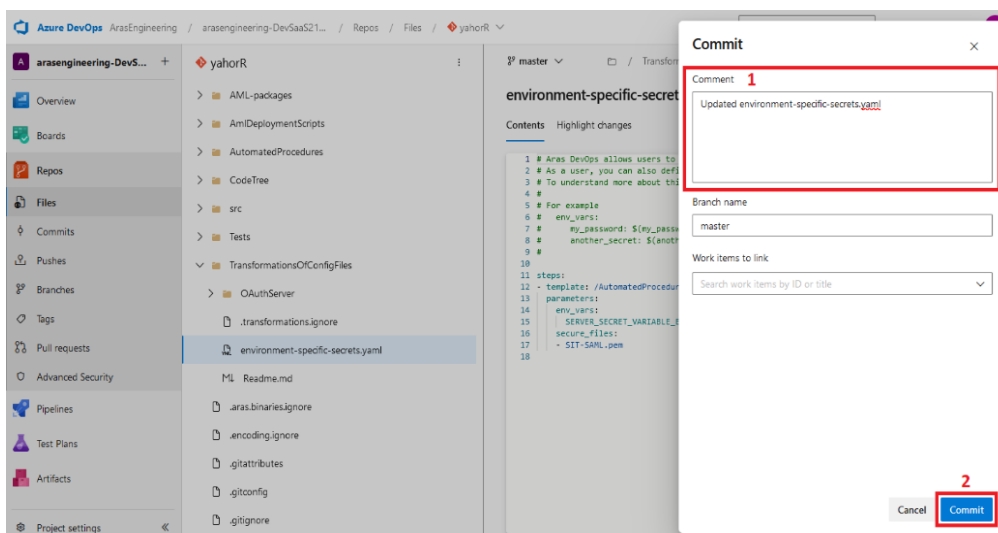 Azure DevOps ArasEngineering / arasengineering-DevSaaS21... / Repos / Files / yahorR
arasengineering-DevS... +
Overview
Boards
Repos
Files
Commits
Pushes
Branches
Tags
Pull requests
Advanced Security
Pipelines
Test Plans
Artifacts
Project settings
yahorR
AML-packages
AmlDeploymentScripts
AutomatedProcedures
CodeTree
src
Tests
TransformationsOfConfigFiles
OAuthServer
.transformations.ignore
environment-specific-secrets.yaml
M↓ Readme.md
.aras.binaries.ignore
.encoding.ignore
.gitattributes
.gitconfig
.gitignore
master / Transform
environment-specific-secret
Contents Highlight changes
1 # Aras DevOps allows users to
2 # As a user, you can also defi
3 # To understand more about thi
4 #
5 # For example
6 # env_vars:
7 # my_password: $(my_passw
8 # another_secret: $(anoth
9 #
10
11 steps:
12 - template: /AutomatedProcedur
13 parameters:
14 env_vars:
15 SERVER_SECRET_VARIABLE_E
16 secure_files:
17 - SIT-SAML.pem
18
Commit
Comment 1
Updated environment-specific-secrets.yaml
Branch name
master
Work items to link
Search work items by ID or title
2
Cancel Commit